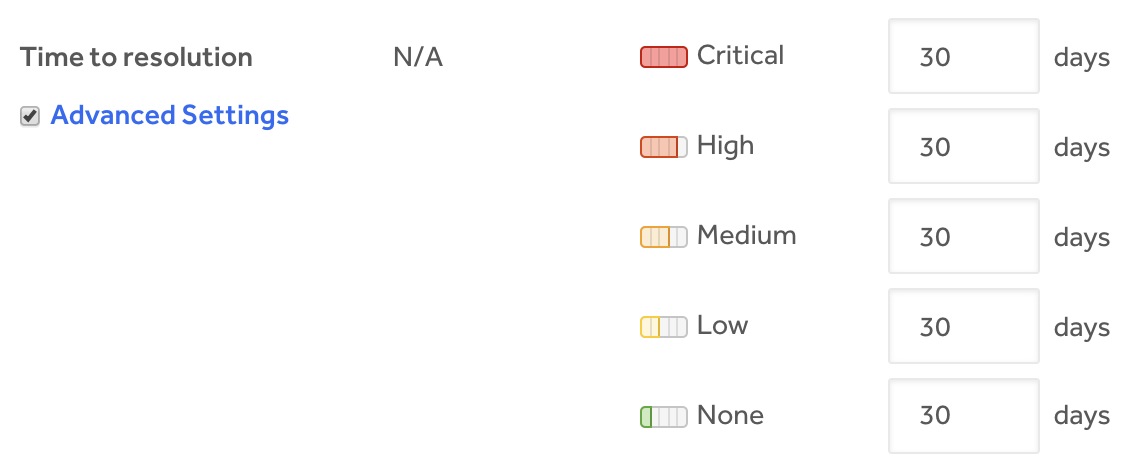 Time to resolution N/A Critical 30 days
Advanced Settings
High 30 days
Medium 30 days
Low 30 days
None 30 days